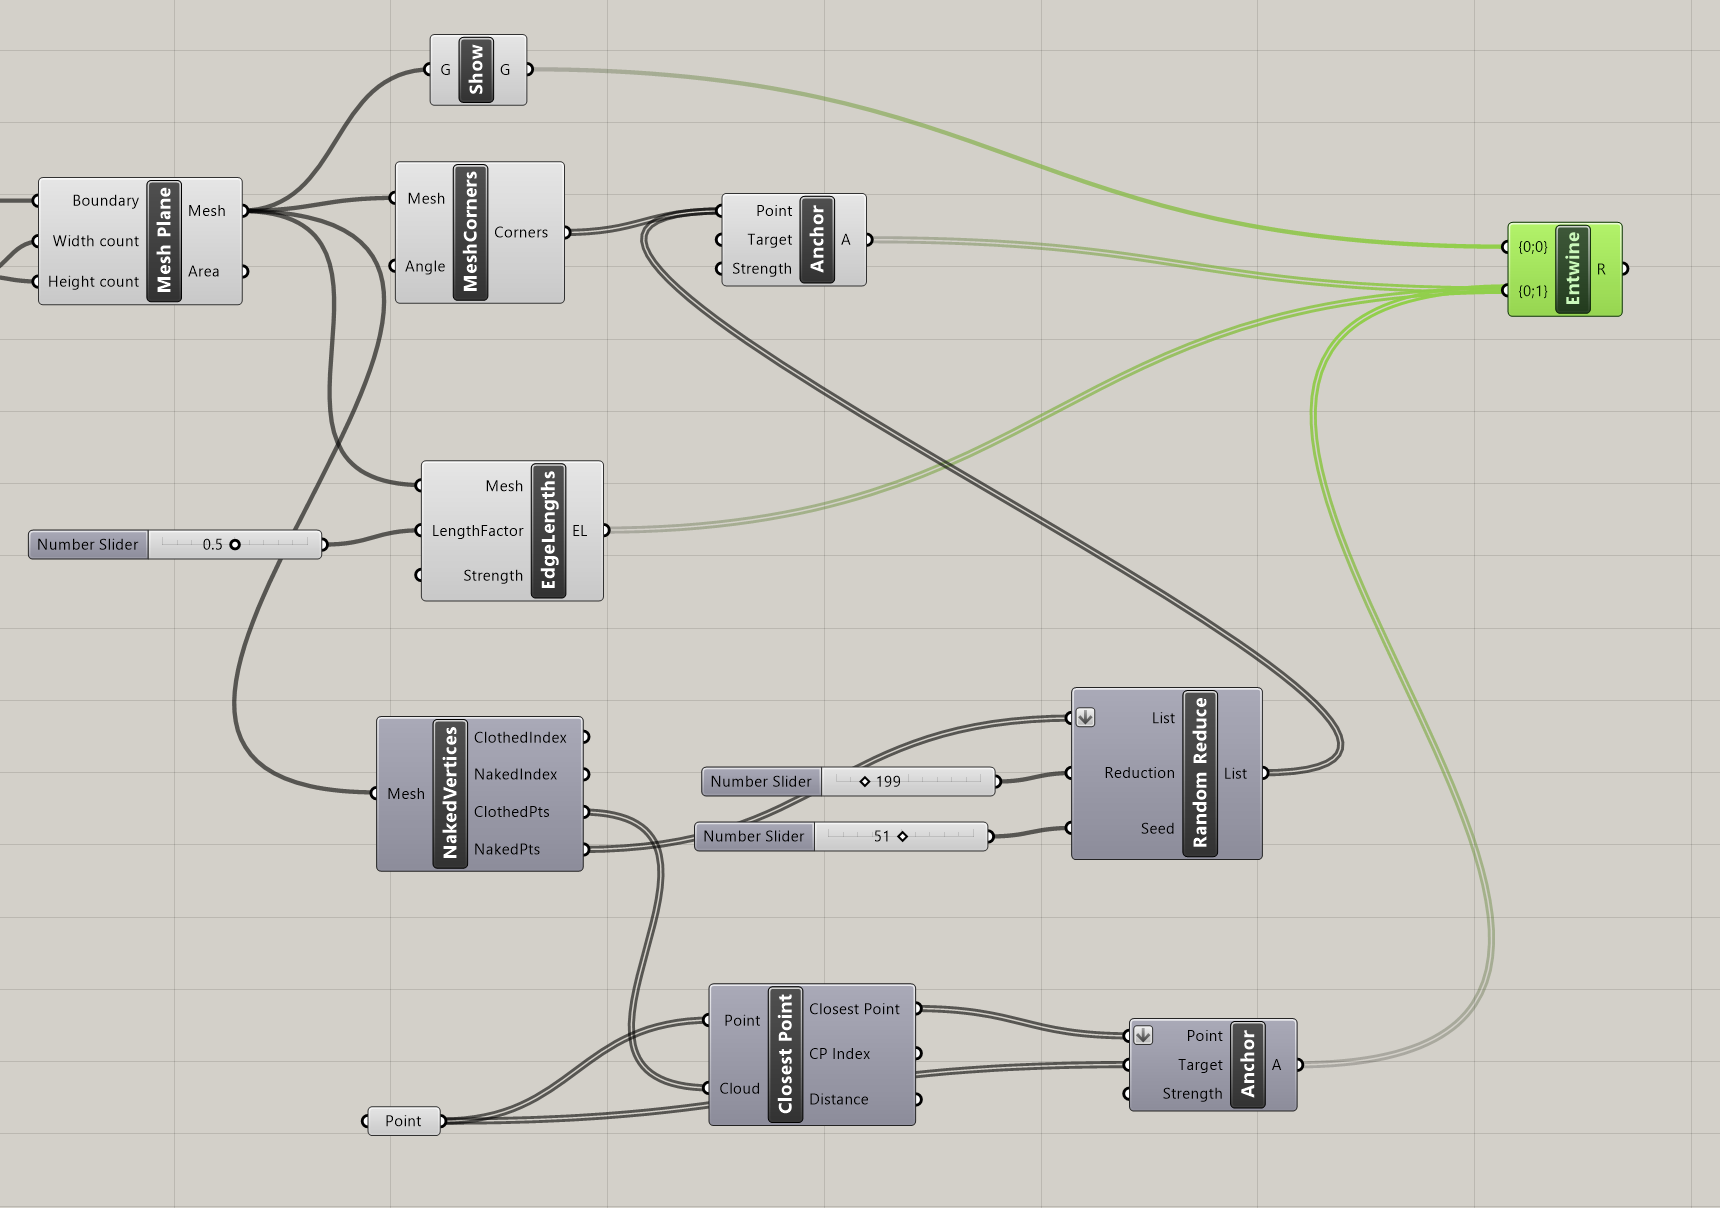 G
Show
G
Boundary
Width count
Height count
Mesh Plane
Mesh
Area
Mesh
Angle
MeshCorners
Corners
Point
Target
Strength
Anchor
A
{0;0}
{0;1}
Entwine
R
Mesh
LengthFactor
Strength
EdgeLengths
EL
Number Slider
0.5
Mesh
NakedVertices
ClothedIndex
NakedIndex
ClothedPts
NakedPts
Number Slider
199
Number Slider
51
List
Reduction
Seed
Random Reduce
List
Point
Cloud
Closest Point
Closest Point
CP Index
Distance
Point
Target
Strength
Anchor
A
Point